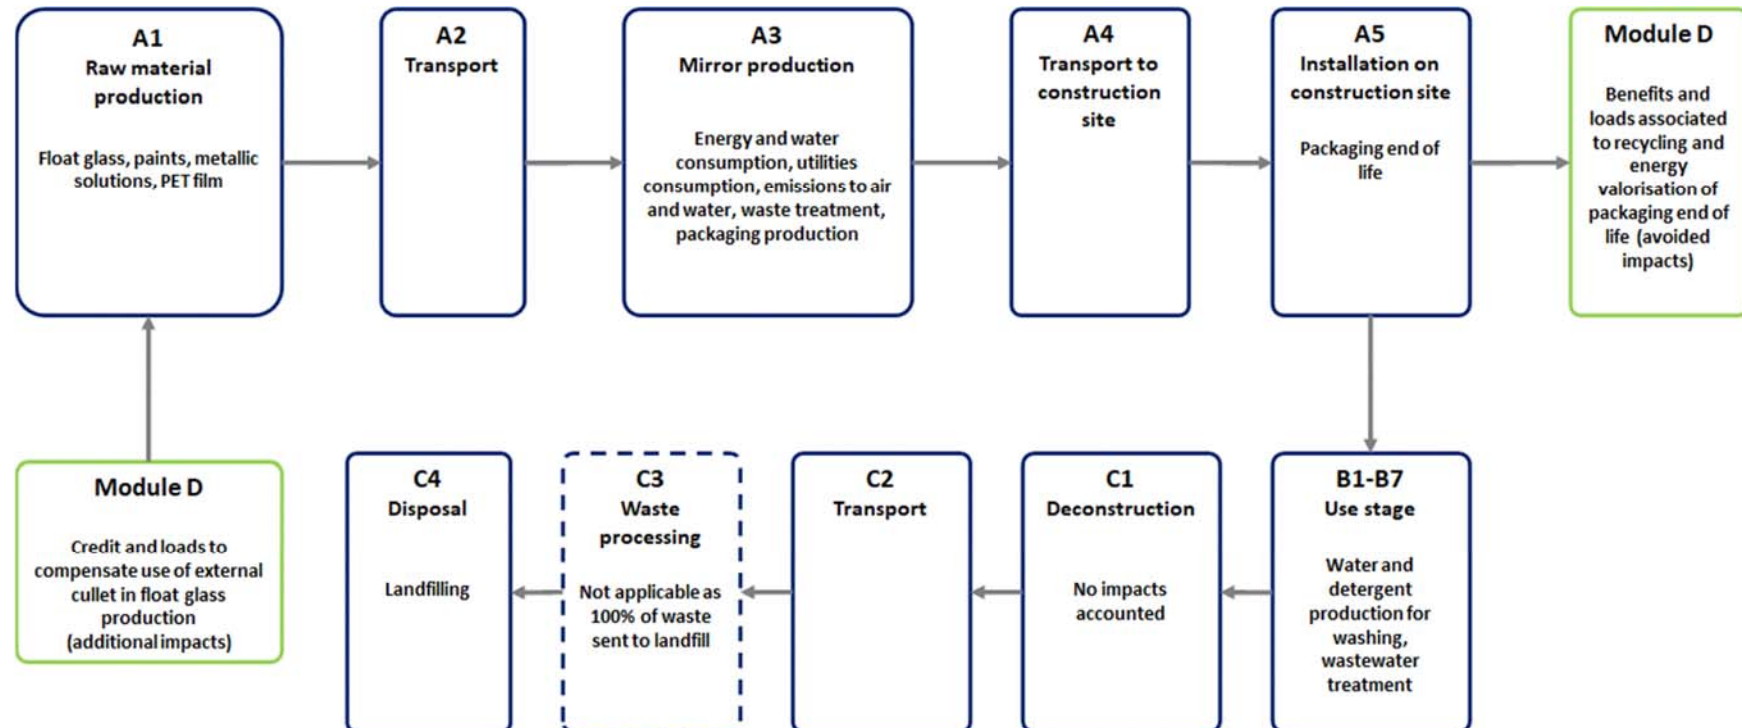 A1
Raw material
production
Float glass, paints, metallic
solutions, PET film
A2
Transport
A3
Mirror production
Energy and water
consumption, utilities
consumption, emissions to air
and water, waste treatment,
packaging production
A4
Transport to
construction
site
A5
Installation on
construction site
Packaging end of
life
Module D
Benefits and
loads associated
to recycling and
energy
valorisation of
packaging end of
life (avoided
impacts)
Module D
Credit and loads to
compensate use of external
cullet in float glass
production
(additional impacts)
C4
Disposal
Landfilling
C3
Waste
processing
Not applicable as
100% of waste
sent to landfill
C2
Transport
C1
Deconstruction
No impacts
accounted
B1-B7
Use stage
Water and
detergent
production for
washing,
wastewater
treatment